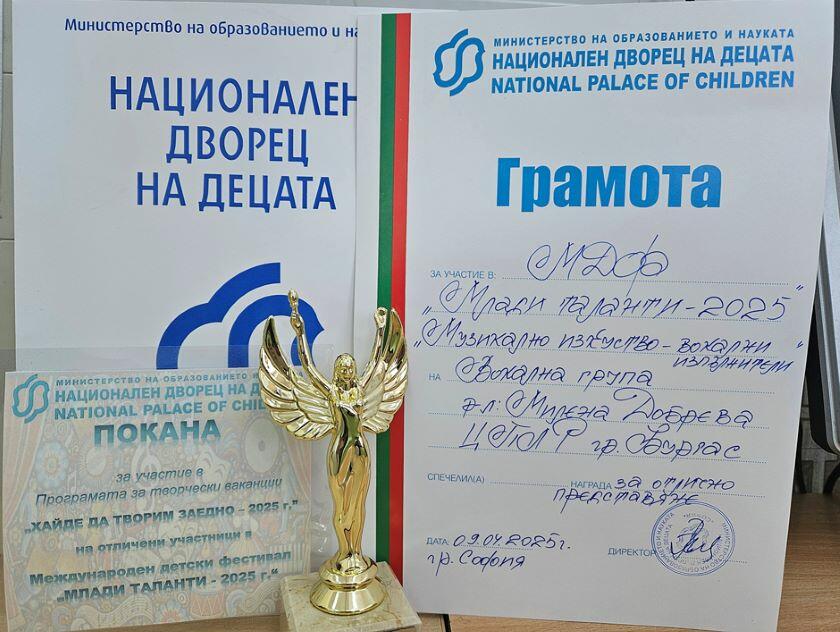 Министерство на образованието и на
НАЦИОНАЛЕН
ДВОРЕЦ
НА ДЕЦАТА
МИНИСТЕРСТВО НА ОБРАЗОВАНИЕТО И
НАЦИОНАЛЕН ДВОРЕЦ НА Д
NATIONAL PALACE OF CHIL
ПОКАНА
за участие в
Програмата за творчески ваканции
„ХАЙДЕ ДА ТВОРИМ ЗАЕДНО – 2025 г.”
на отличени участници в
Международен детски фестивал
„МЛАДИ ТАЛАНТИ - 2025 г.“
МИНИСТЕРСТВО НА ОБРАЗОВАНИЕТО И НАУКАТА
НАЦИОНАЛЕН ДВОРЕЦ НА ДЕЦАТА
NATIONAL PALACE OF CHILDREN
Грамота
ЗА УЧАСТИЕ В: МДФ
„Млади таланти-2025”
„Музикално изкуство - вокални
изпълнители”
НА Вокална група
р-л: Милена Добрева
ЦПЛР гр. Бургас
СПЕЧЕЛИЛ(А) НАГРАДА за отлично
представяне
ДАТА: 09.04.2025г. ДИРЕКТОР:
гр. София